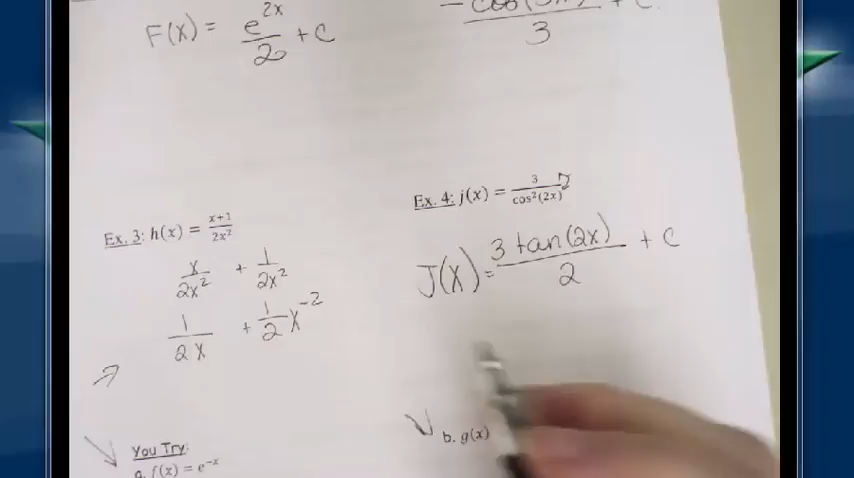 F(x) = e^{2x}/2 + C
3
Ex. 3: h(x) = (x+1)/(2x²)
x/(2x²) + 1/(2x²)
1/(2x) + 1/2 x^{-2}
Ex. 4: j(x) = 3/cos²(2x)
J(x) = 3 tan(2x)/2 + C
You Try:
a. f(x) = e^{-x}
b. g(x)